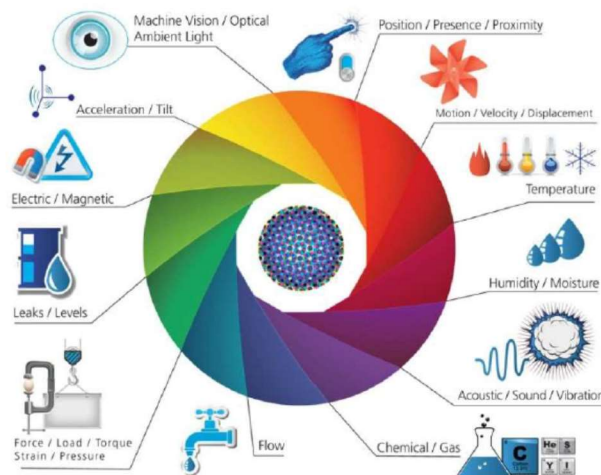 Machine Vision / Optical
Ambient Light
Position / Presence / Proximity
Acceleration / Tilt
Motion / Velocity / Displacement
Electric / Magnetic
Temperature
Leaks / Levels
Humidity / Moisture
Acoustic / Sound / Vibration
Force / Load / Torque
Strain / Pressure
Flow
Chemical / Gas
C
He
S
Y
I